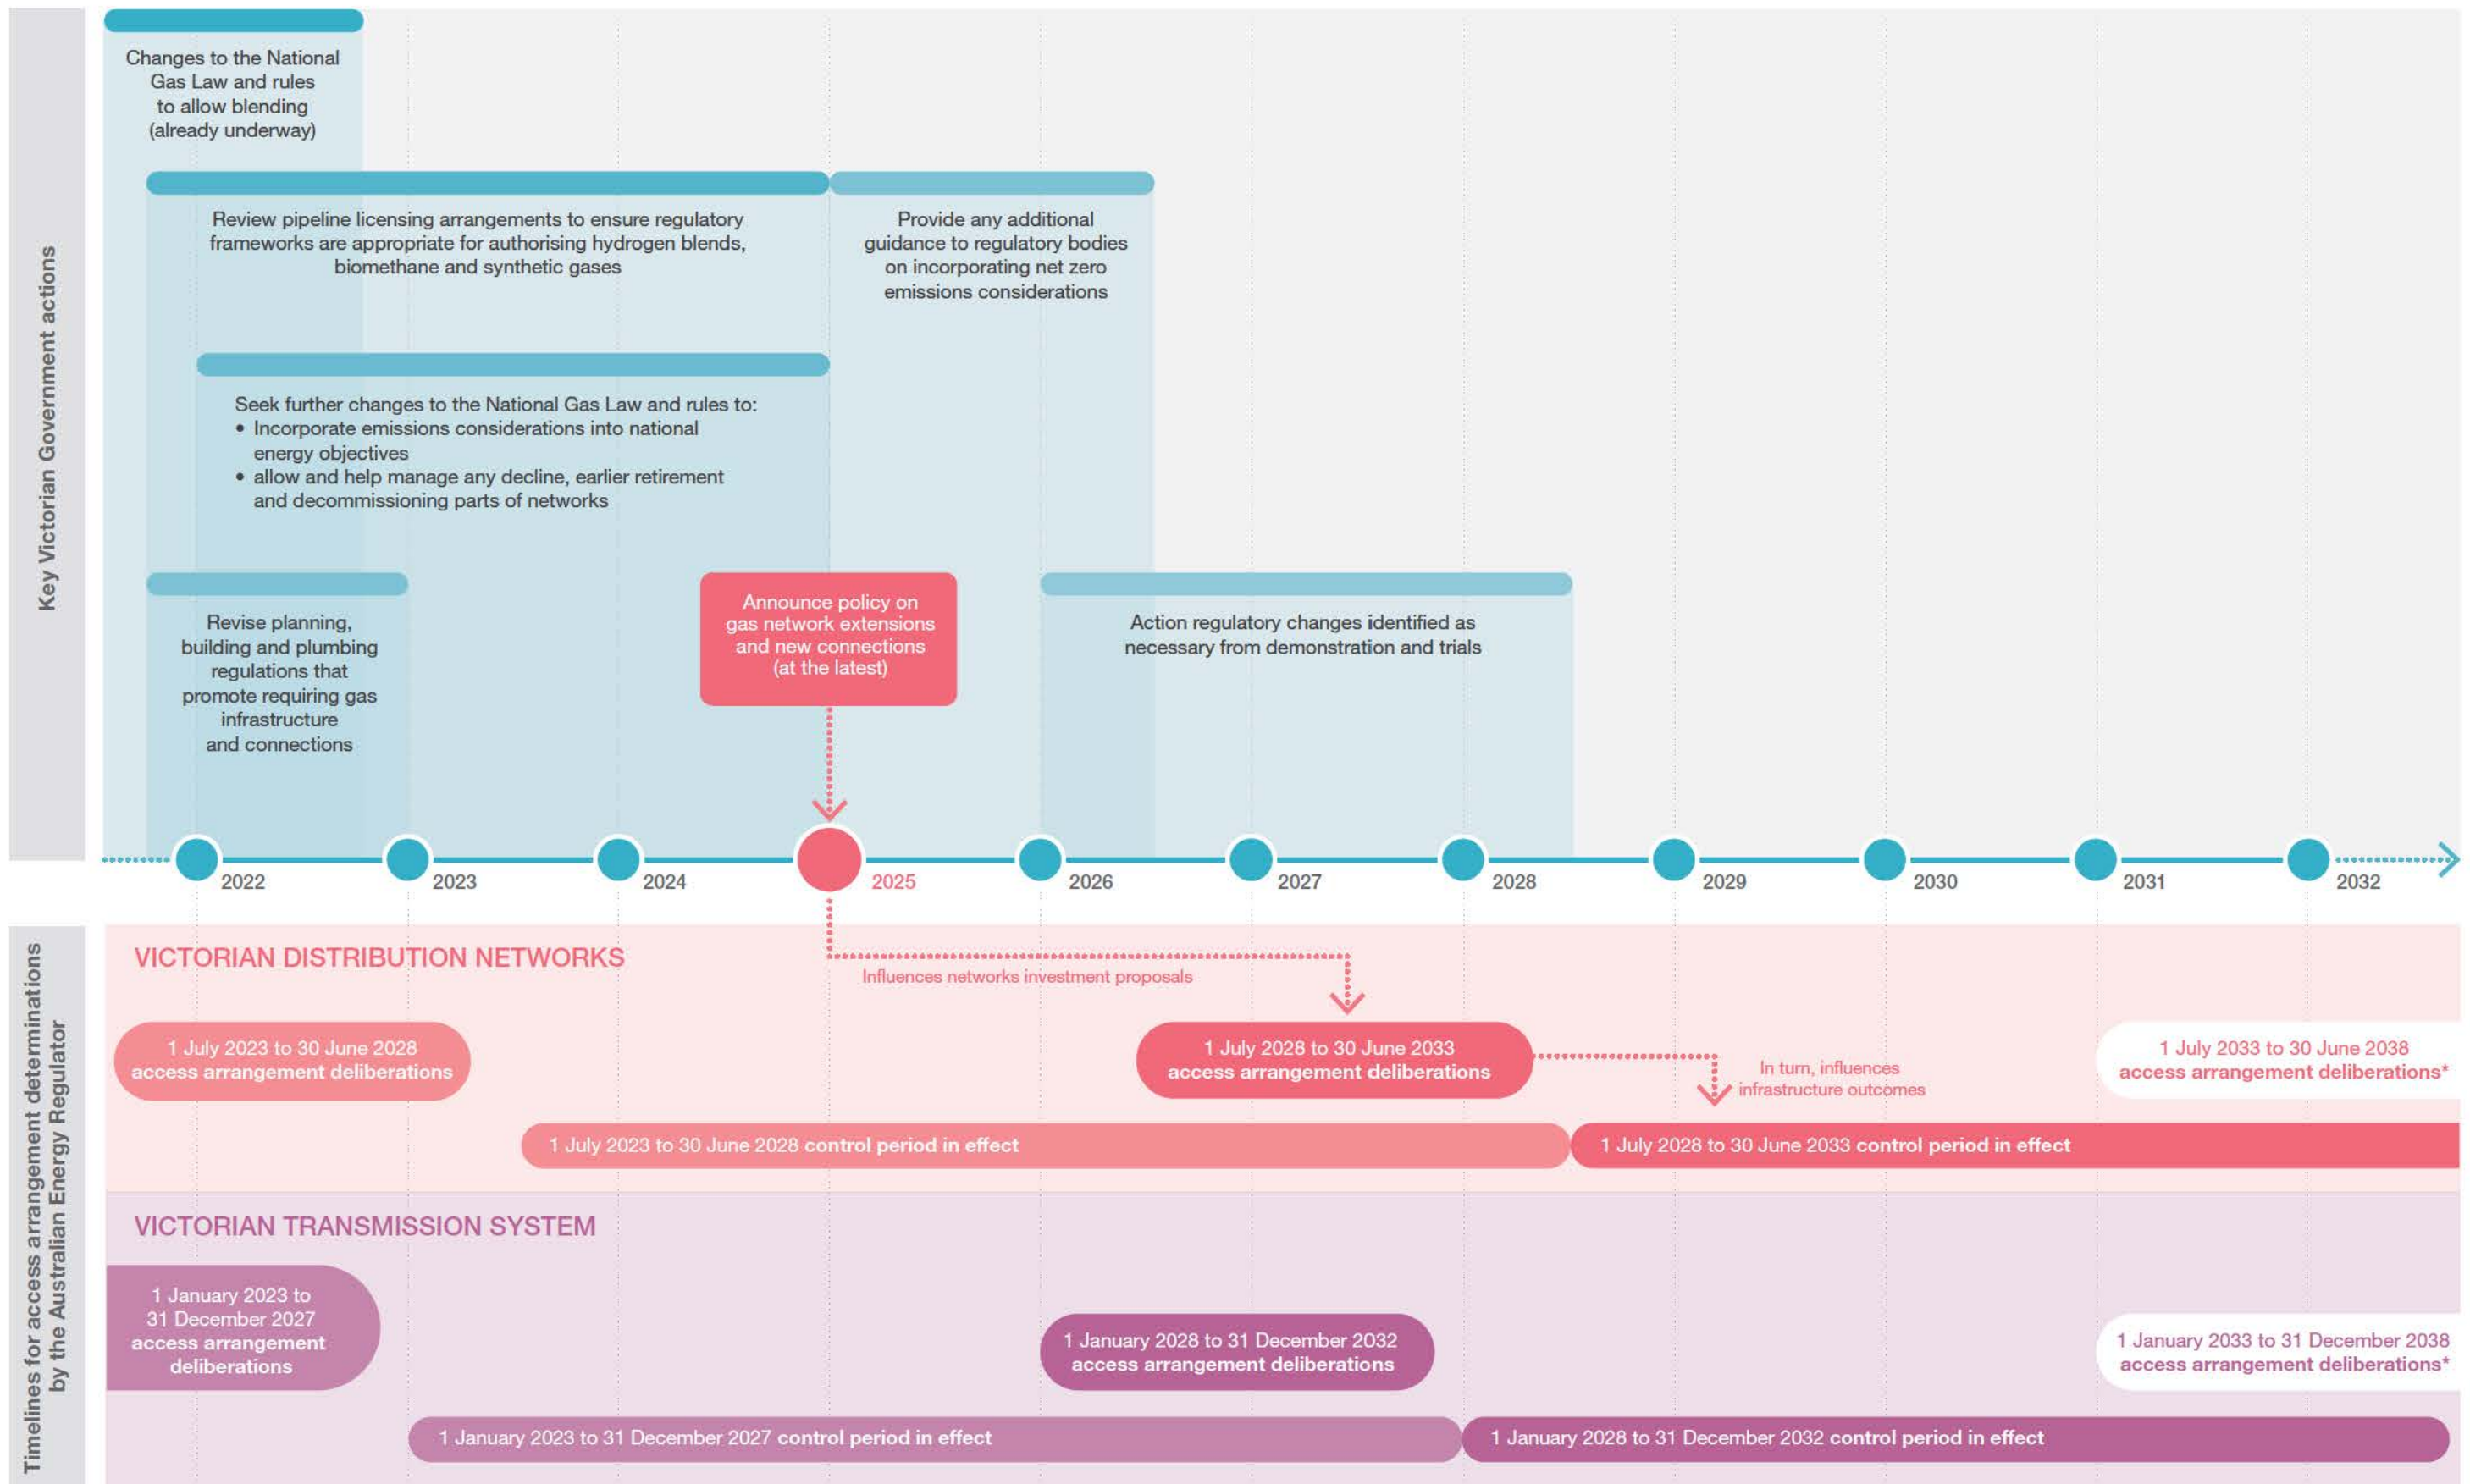 Key Victorian Government actions
Changes to the National
Gas Law and rules
to allow blending
(already underway)
Review pipeline licensing arrangements to ensure regulatory
frameworks are appropriate for authorising hydrogen blends,
biomethane and synthetic gases
Provide any additional
guidance to regulatory bodies
on incorporating net zero
emissions considerations
Seek further changes to the National Gas Law and rules to:
• Incorporate emissions considerations into national
energy objectives
• allow and help manage any decline, earlier retirement
and decommissioning parts of networks
Revise planning,
building and plumbing
regulations that
promote requiring gas
infrastructure
and connections
Announce policy on
gas network extensions
and new connections
(at the latest)
Action regulatory changes identified as
necessary from demonstration and trials
2022
2023
2024
2025
2026
2027
2028
2029
2030
2031
2032
Timelines for access arrangement determinations
by the Australian Energy Regulator
VICTORIAN DISTRIBUTION NETWORKS
Influences networks investment proposals
1 July 2023 to 30 June 2028
access arrangement deliberations
1 July 2028 to 30 June 2033
access arrangement deliberations
In turn, influences
infrastructure outcomes
1 July 2033 to 30 June 2038
access arrangement deliberations*
1 July 2023 to 30 June 2028 control period in effect
1 July 2028 to 30 June 2033 control period in effect
VICTORIAN TRANSMISSION SYSTEM
1 January 2023 to
31 December 2027
access arrangement
deliberations
1 January 2028 to 31 December 2032
access arrangement deliberations
1 January 2033 to 31 December 2038
access arrangement deliberations*
1 January 2023 to 31 December 2027 control period in effect
1 January 2028 to 31 December 2032 control period in effect